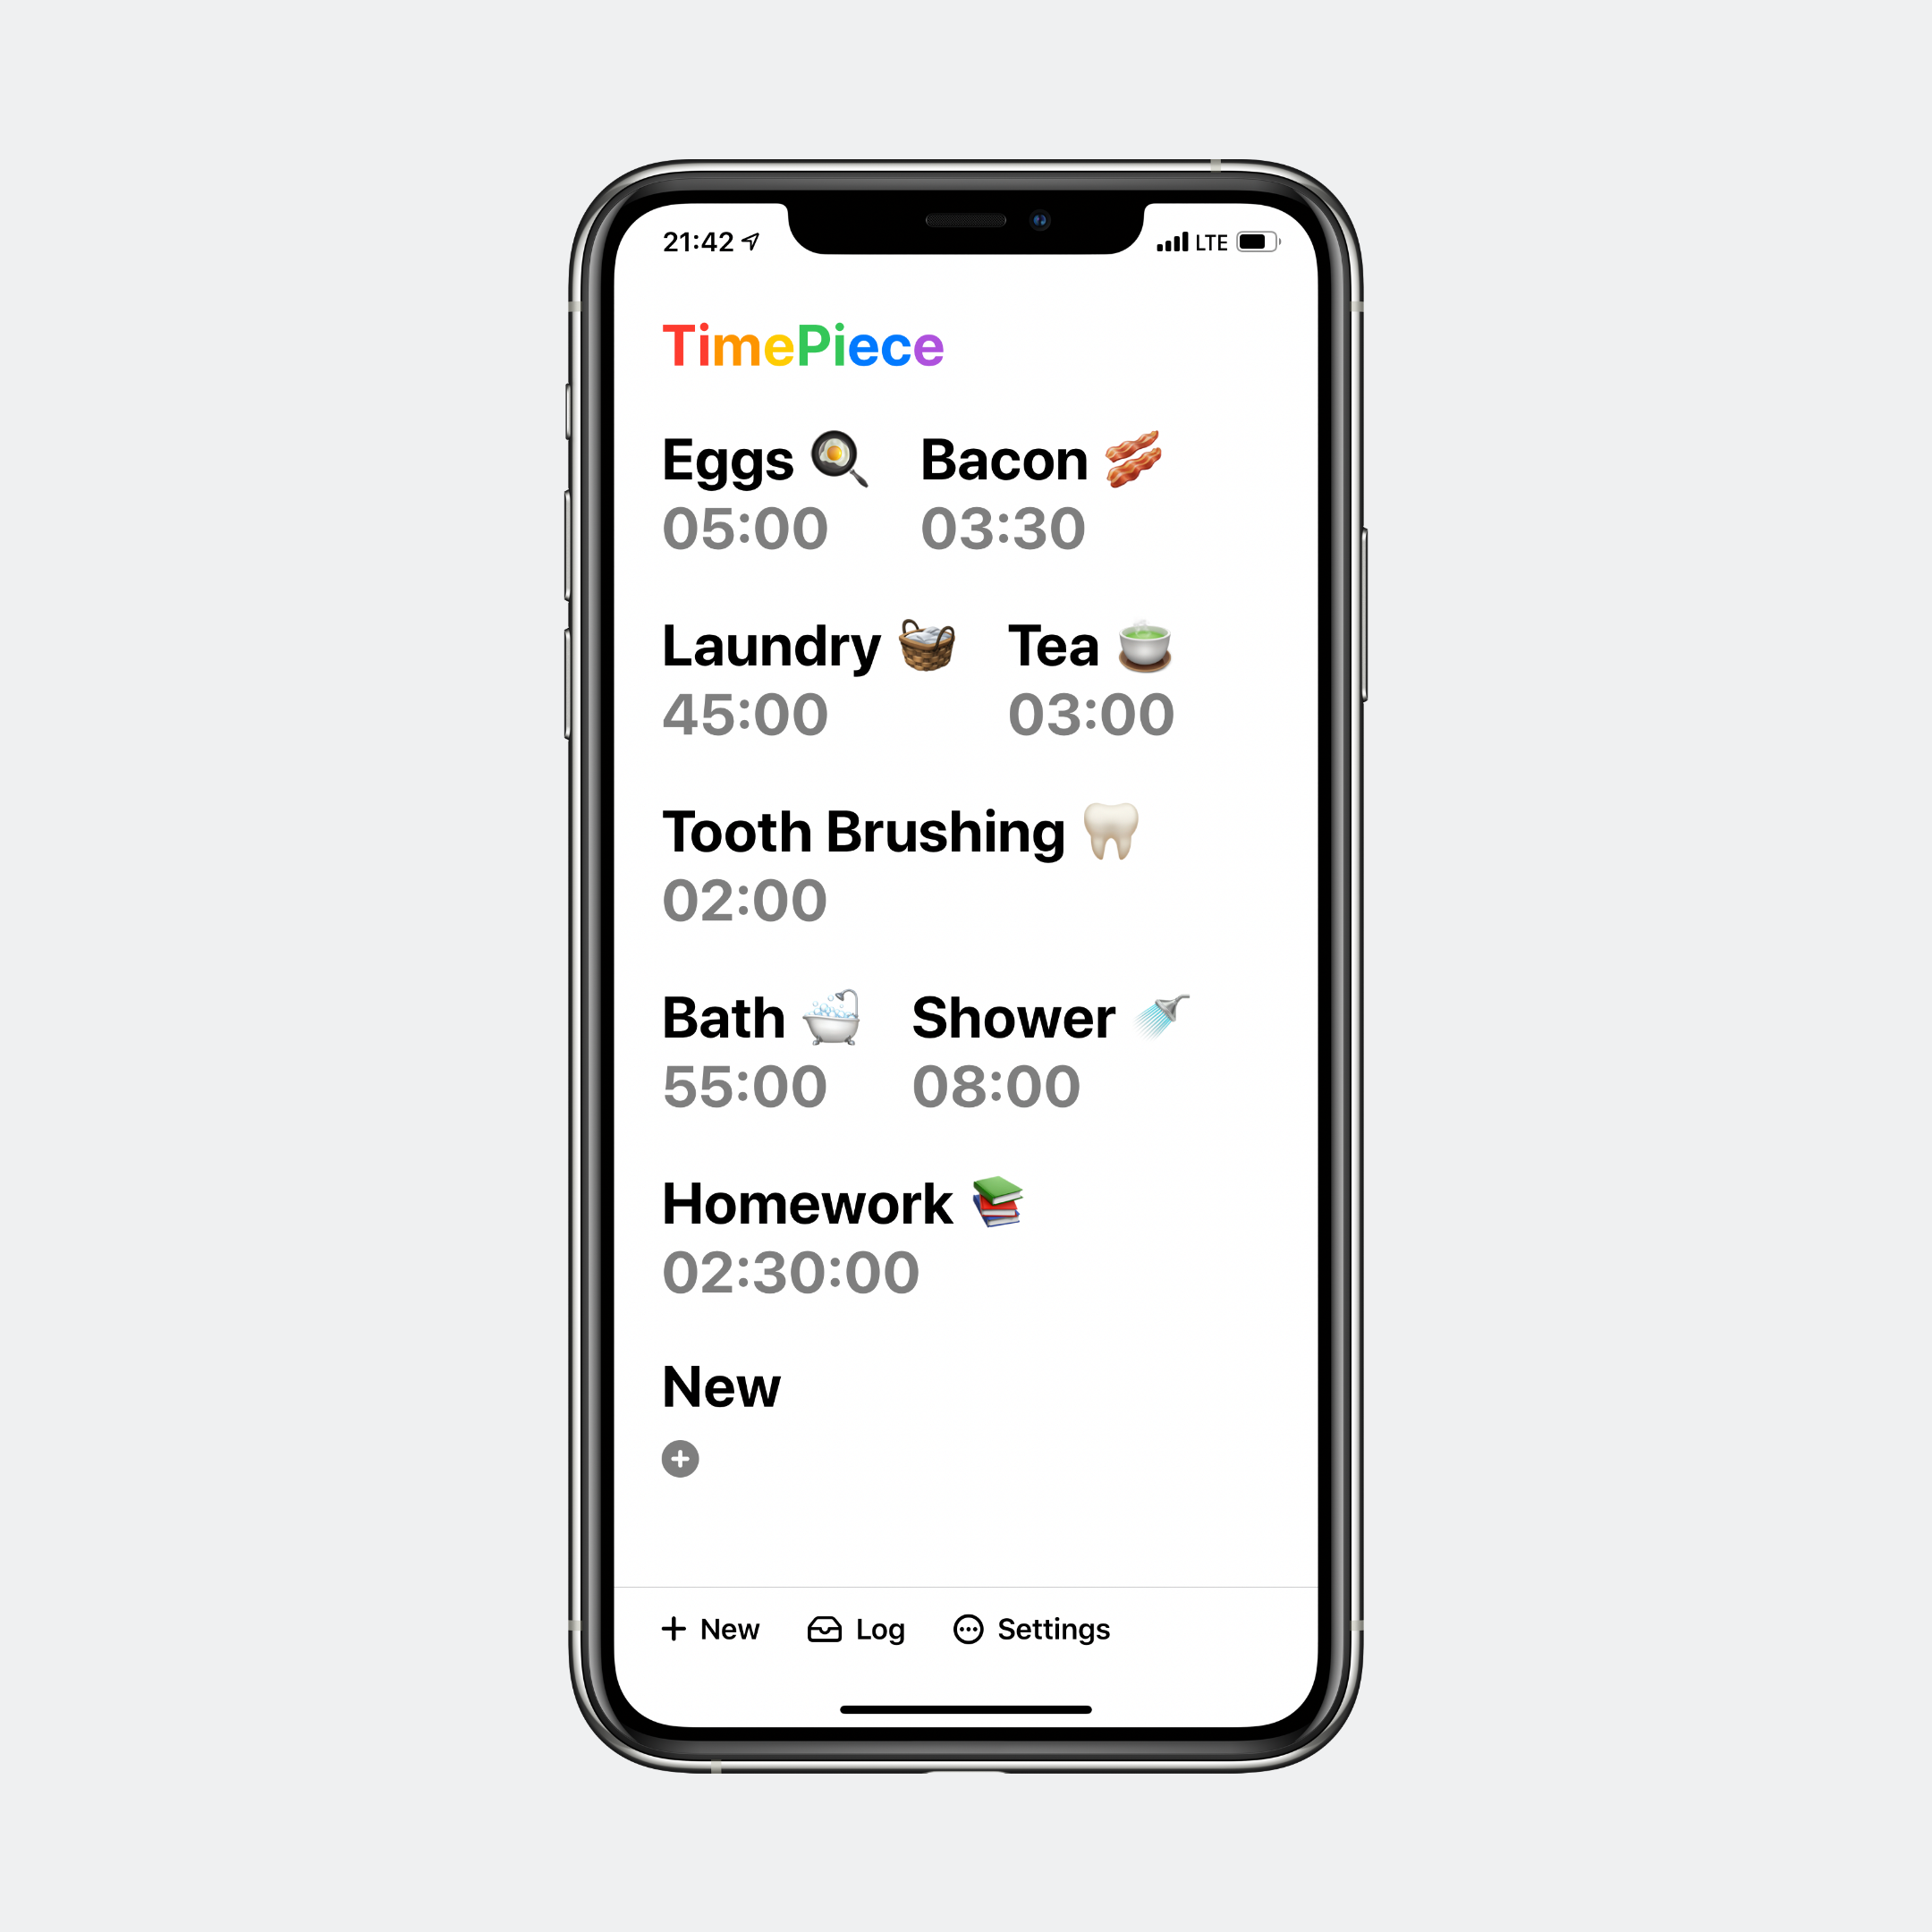 21:42 LTE
TimePiece
Eggs 🍳 Bacon 🥓
05:00 03:30
Laundry 🧺 Tea 🍵
45:00 03:00
Tooth Brushing 🦷
02:00
Bath 🛁 Shower 🚿
55:00 08:00
Homework 📚
02:30:00
New
+ New Log Settings